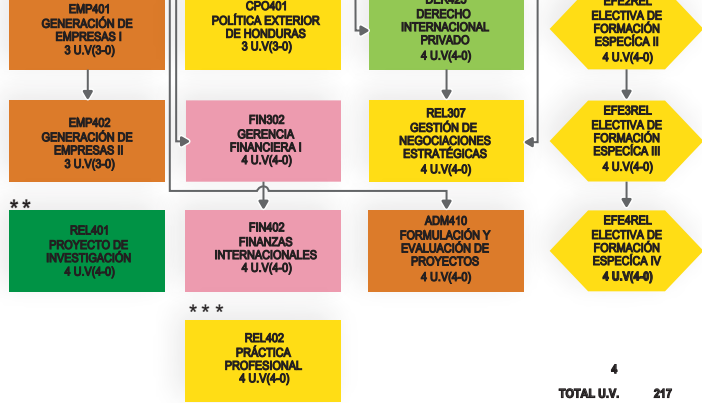 EMP401
GENERACIÓN DE
EMPRESAS I
3 U.V(3-0)
CPO401
POLÍTICA EXTERIOR
DE HONDURAS
3 U.V(3-0)
DERECHO
INTERNACIONAL
PRIVADO
4 U.V(4-0)
EFE2REL
ELECTIVA DE
FORMACIÓN
ESPECÍCA II
4 U.V(4-0)
EMP402
GENERACIÓN DE
EMPRESAS II
3 U.V(3-0)
FIN302
GERENCIA
FINANCIERA I
4 U.V(4-0)
REL307
GESTIÓN DE
NEGOCIACIONES
ESTRATÉGICAS
4 U.V(4-0)
EFE3REL
ELECTIVA DE
FORMACIÓN
ESPECÍCA III
4 U.V(4-0)
**
REL401
PROYECTO DE
INVESTIGACIÓN
4 U.V(4-0)
FIN402
FINANZAS
INTERNACIONALES
4 U.V(4-0)
ADM410
FORMULACIÓN Y
EVALUACIÓN DE
PROYECTOS
4 U.V(4-0)
EFE4REL
ELECTIVA DE
FORMACIÓN
ESPECÍCA IV
4 U.V(4-0)
***
REL402
PRÁCTICA
PROFESIONAL
4 U.V(4-0)
4
TOTAL U.V. 217